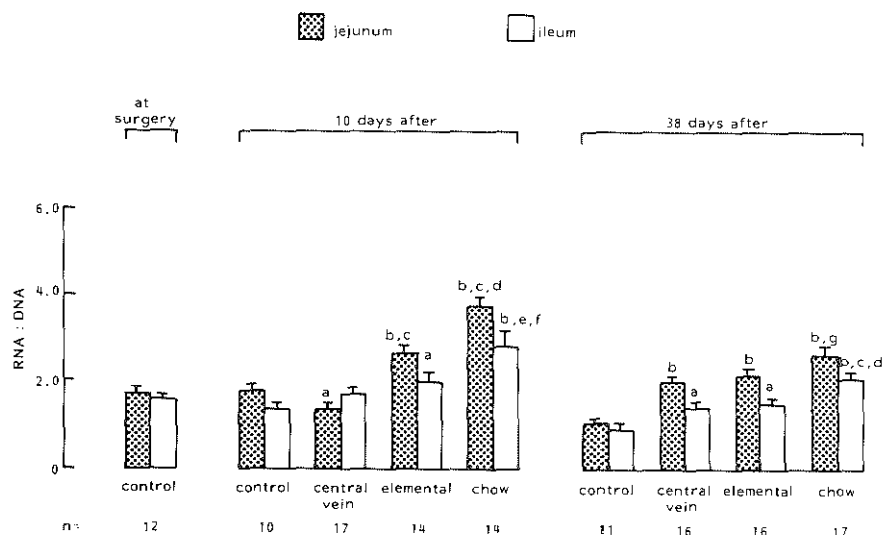 jejunum
ileum
at surgery
10 days after
38 days after
6.0
4.0
2.0
0
RNA : DNA
a
b,c
a
b,c,d
b,e,f
b
a
b
a
b,g
b,c,d
control
control
central vein
elemental
chow
control
central vein
elemental
chow
n=
12
10
17
14
14
11
16
16
17